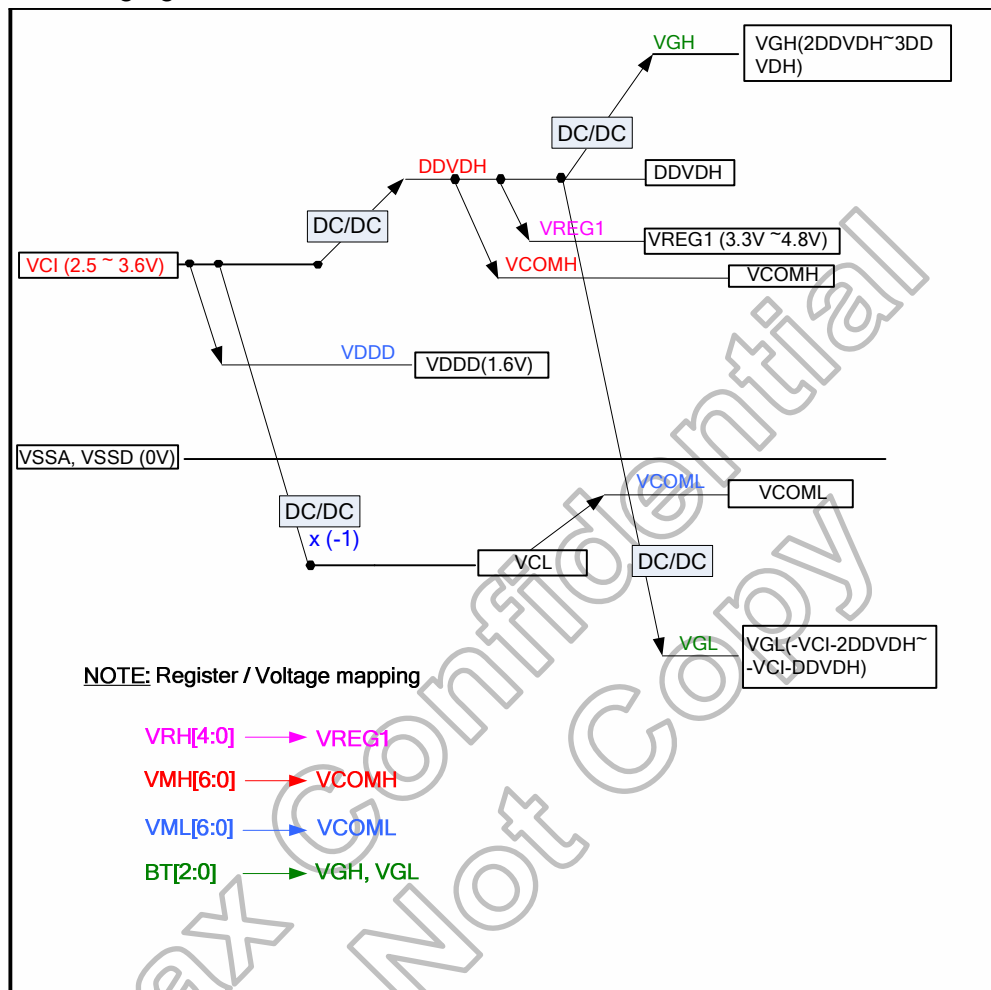 VGH
VGH(2DDVDH~3DD
VDH)
DC/DC
DDVDH
DDVDH
DC/DC
VREG1
VREG1 (3.3V ~4.8V)
VCI (2.5 ~ 3.6V)
VCOMH
VCOMH
VDDD
VDDD(1.6V)
VSSA, VSSD (0V)
VCOML
VCOML
DC/DC
x (-1)
VCL
DC/DC
VGL
VGL(-VCI-2DDVDH~
-VCI-DDVDH)
NOTE: Register / Voltage mapping
VRH[4:0] VREG1
VMH[6:0] VCOMH
VML[6:0] VCOML
BT[2:0] VGH, VGL
Confidential
Not Copy